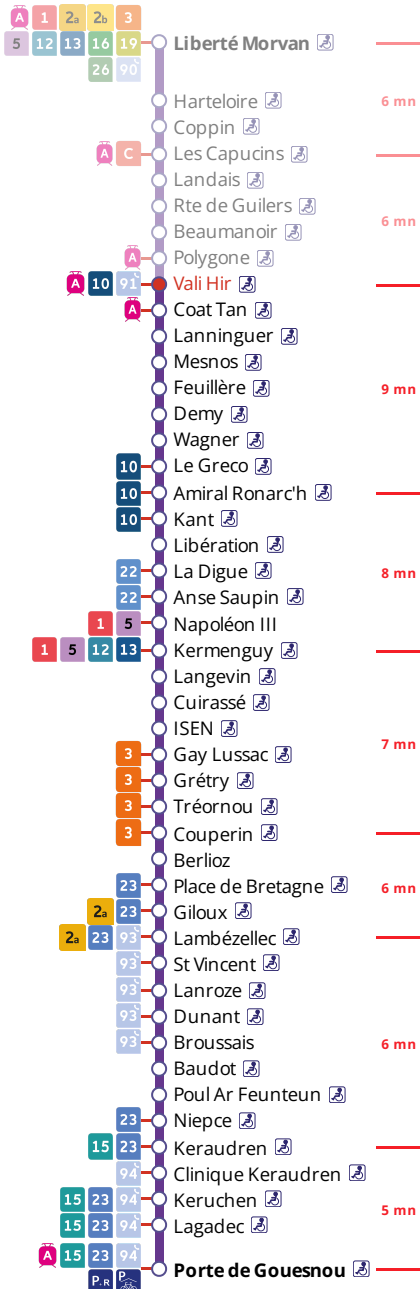 A 1 2a 2b 3
5 12 13 16 19 Liberté Morvan
26 90
Harteloire 6 mn
Coppin
A C Les Capucins
Landais
Rte de Guilers 6 mn
Beaumanoir
A Polygone
A 10 91 Vali Hir
A Coat Tan
Lanninguer
Mesnos
Feuillère 9 mn
Demy
Wagner
10 Le Greco
10 Amiral Ronarc'h
10 Kant
Libération
22 La Digue 8 mn
22 Anse Saupin
1 5 Napoléon III
1 5 12 13 Kermenguy
Langevin
Cuirassé
ISEN
3 Gay Lussac 7 mn
3 Grétry
3 Tréornou
3 Couperin
Berlioz
23 Place de Bretagne 6 mn
2a 23 Giloux
2a 23 93 Lambézellec
93 St Vincent
93 Lanroze
93 Dunant
93 Broussais 6 mn
Baudot
Poul Ar Feunteun
23 Niepce
15 23 Keraudren
94 Clinique Keraudren
15 23 94 Keruchen 5 mn
15 23 94 Lagadec
A 15 23 94
Porte de Gouesnou
P.R P